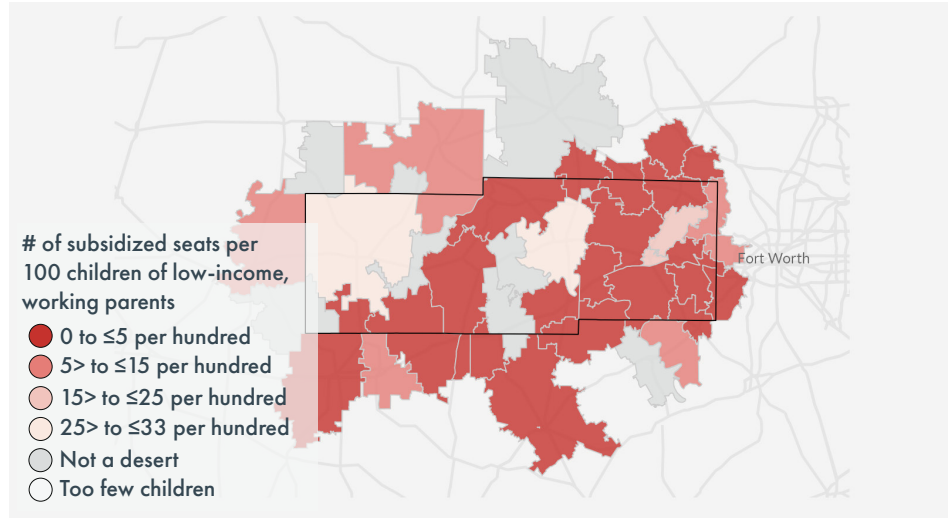 # of subsidized seats per
100 children of low-income,
working parents
0 to ≤5 per hundred
5> to ≤15 per hundred
15> to ≤25 per hundred
25> to ≤33 per hundred
Not a desert
Too few children
Fort Worth